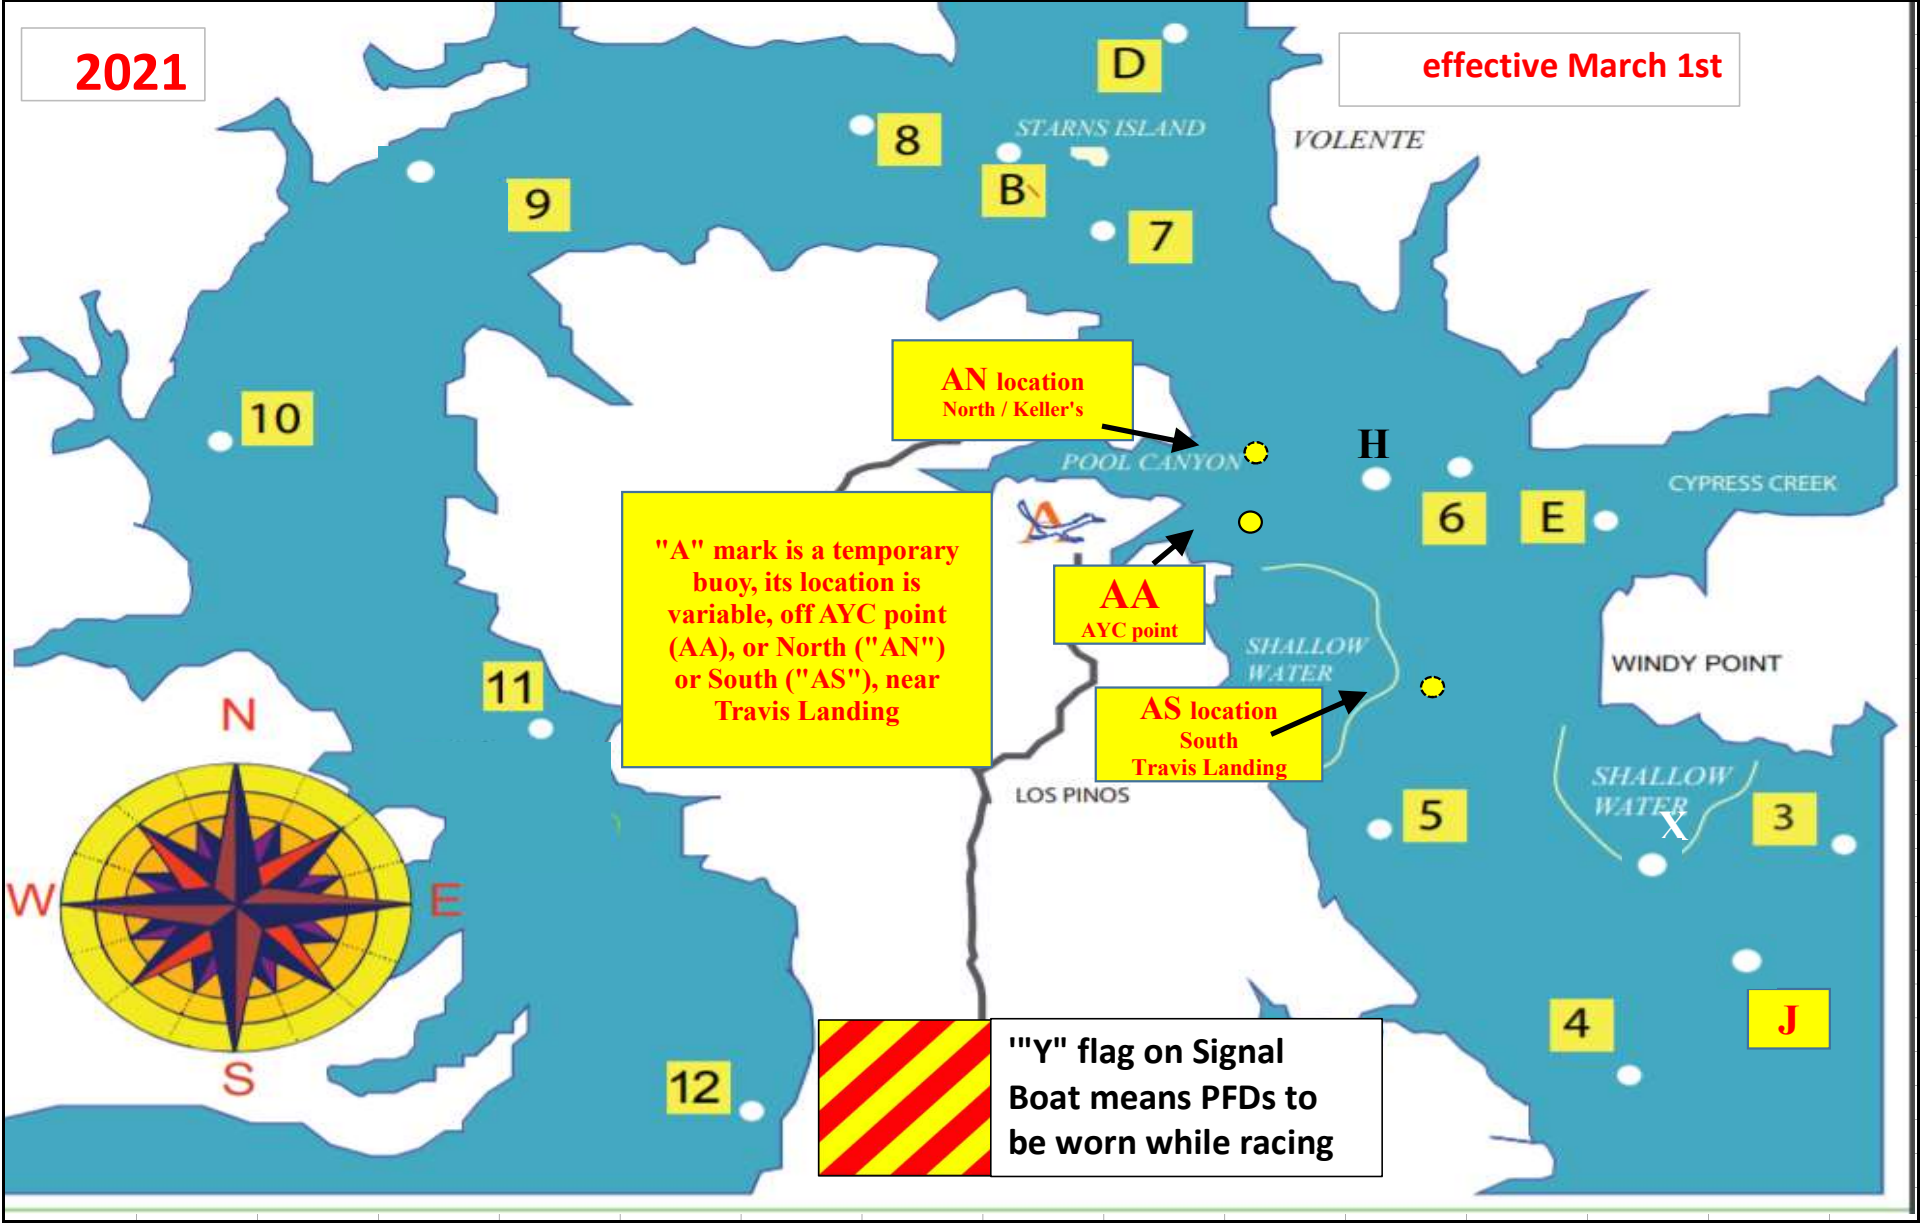 2021
effective March 1st
D
STARNS ISLAND
VOLENTE
8
B
9
7
AN location
North / Keller's
10
H
POOL CANYON
CYPRESS CREEK
6
E
A
"A" mark is a temporary
buoy, its location is
variable, off AYC point
(AA), or North ("AN")
or South ("AS"), near
Travis Landing
AA
AYC point
SHALLOW
WATER
WINDY POINT
11
AS location
South
Travis Landing
N
LOS PINOS
SHALLOW
WATER
X
5
3
W
E
J
4
S
12
'"Y" flag on Signal
Boat means PFDs to
be worn while racing